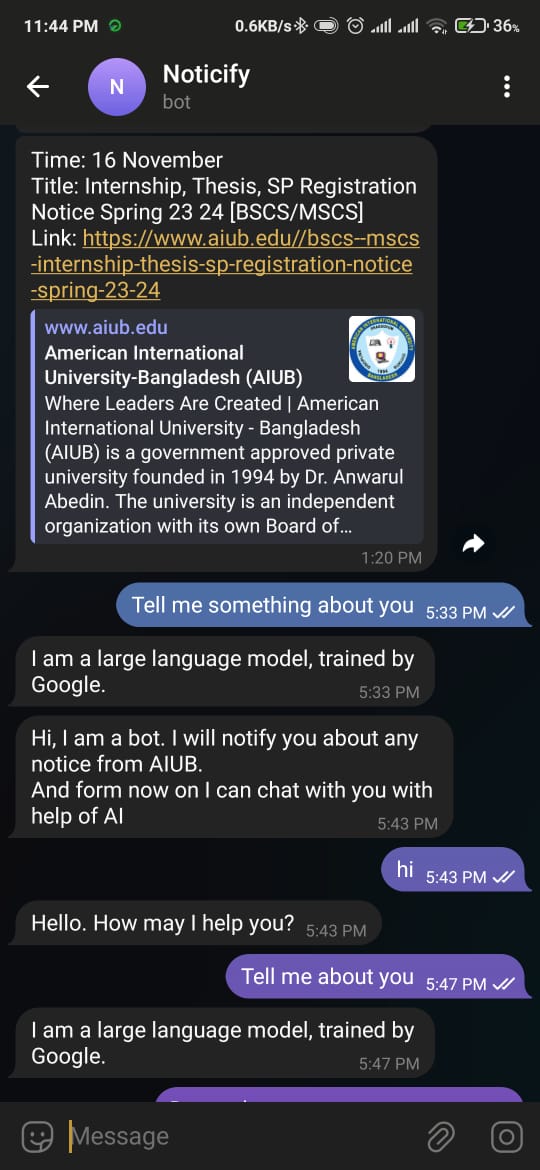 11:44 PM 0.6KB/s 36%
N Noticify
bot
Time: 16 November
Title: Internship, Thesis, SP Registration
Notice Spring 23 24 [BSCS/MSCS]
Link: https://www.aiub.edu//bscs--mscs
-internship-thesis-sp-registration-notice
-spring-23-24
www.aiub.edu
American International
University-Bangladesh (AIUB)
Where Leaders Are Created | American
International University - Bangladesh
(AIUB) is a government approved private
university founded in 1994 by Dr. Anwarul
Abedin. The university is an independent
organization with its own Board of...
1:20 PM
Tell me something about you 5:33 PM
I am a large language model, trained by
Google. 5:33 PM
Hi, I am a bot. I will notify you about any
notice from AIUB.
And form now on I can chat with you with
help of AI 5:43 PM
hi 5:43 PM
Hello. How may I help you? 5:43 PM
Tell me about you 5:47 PM
I am a large language model, trained by
Google. 5:47 PM
Message